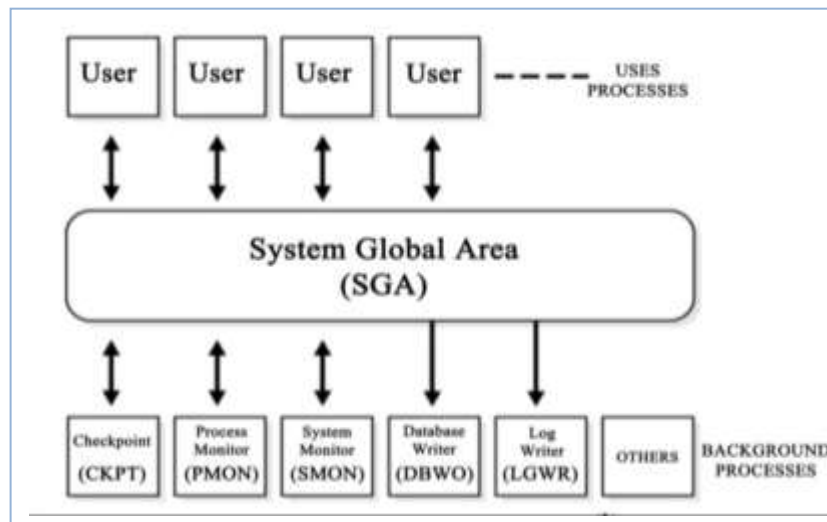 User
User
User
User
USES
PROCESSES
System Global Area
(SGA)
Checkpoint
(CKPT)
Process
Monitor
(PMON)
System
Monitor
(SMON)
Database
Writer
(DBWO)
Log
Writer
(LGWR)
OTHERS
BACKGROUND
PROCESSES